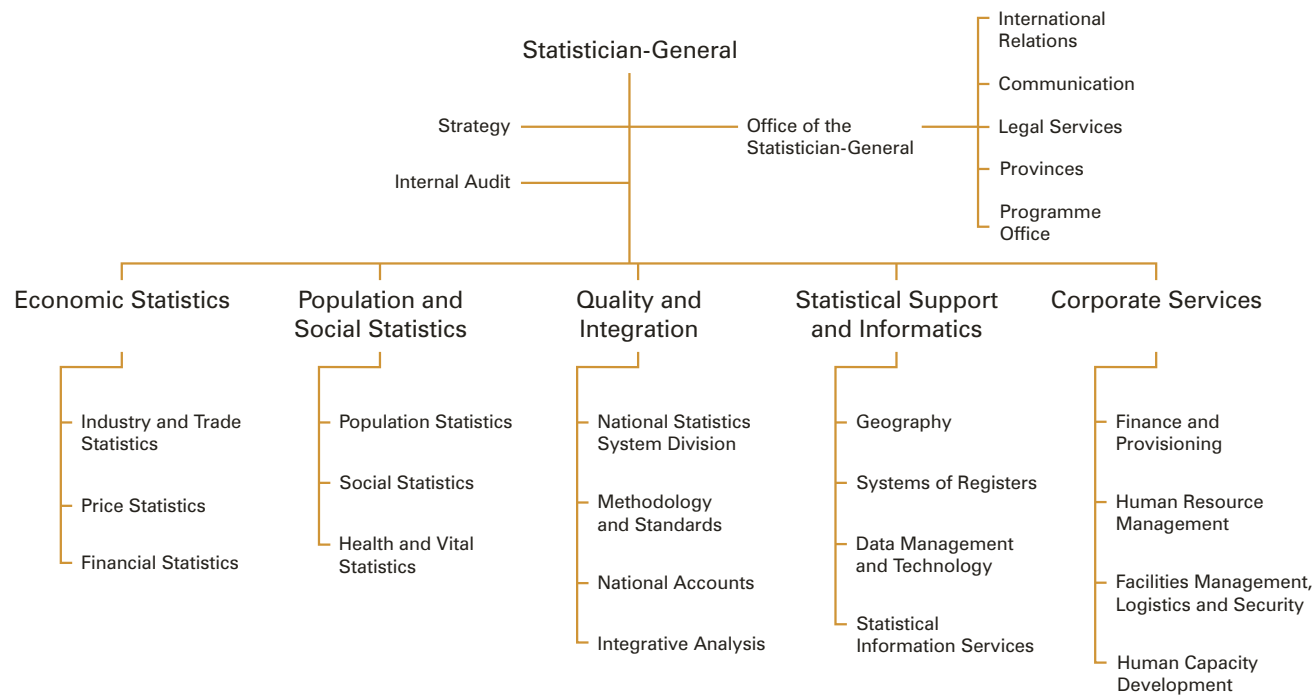 Statistician-General
Strategy
Internal Audit
Office of the
Statistician-General
International
Relations
Communication
Legal Services
Provinces
Programme
Office
Economic Statistics
Industry and Trade
Statistics
Price Statistics
Financial Statistics
Population and
Social Statistics
Population Statistics
Social Statistics
Health and Vital
Statistics
Quality and
Integration
National Statistics
System Division
Methodology
and Standards
National Accounts
Integrative Analysis
Statistical Support
and Informatics
Geography
Systems of Registers
Data Management
and Technology
Statistical
Information Services
Corporate Services
Finance and
Provisioning
Human Resource
Management
Facilities Management,
Logistics and Security
Human Capacity
Development